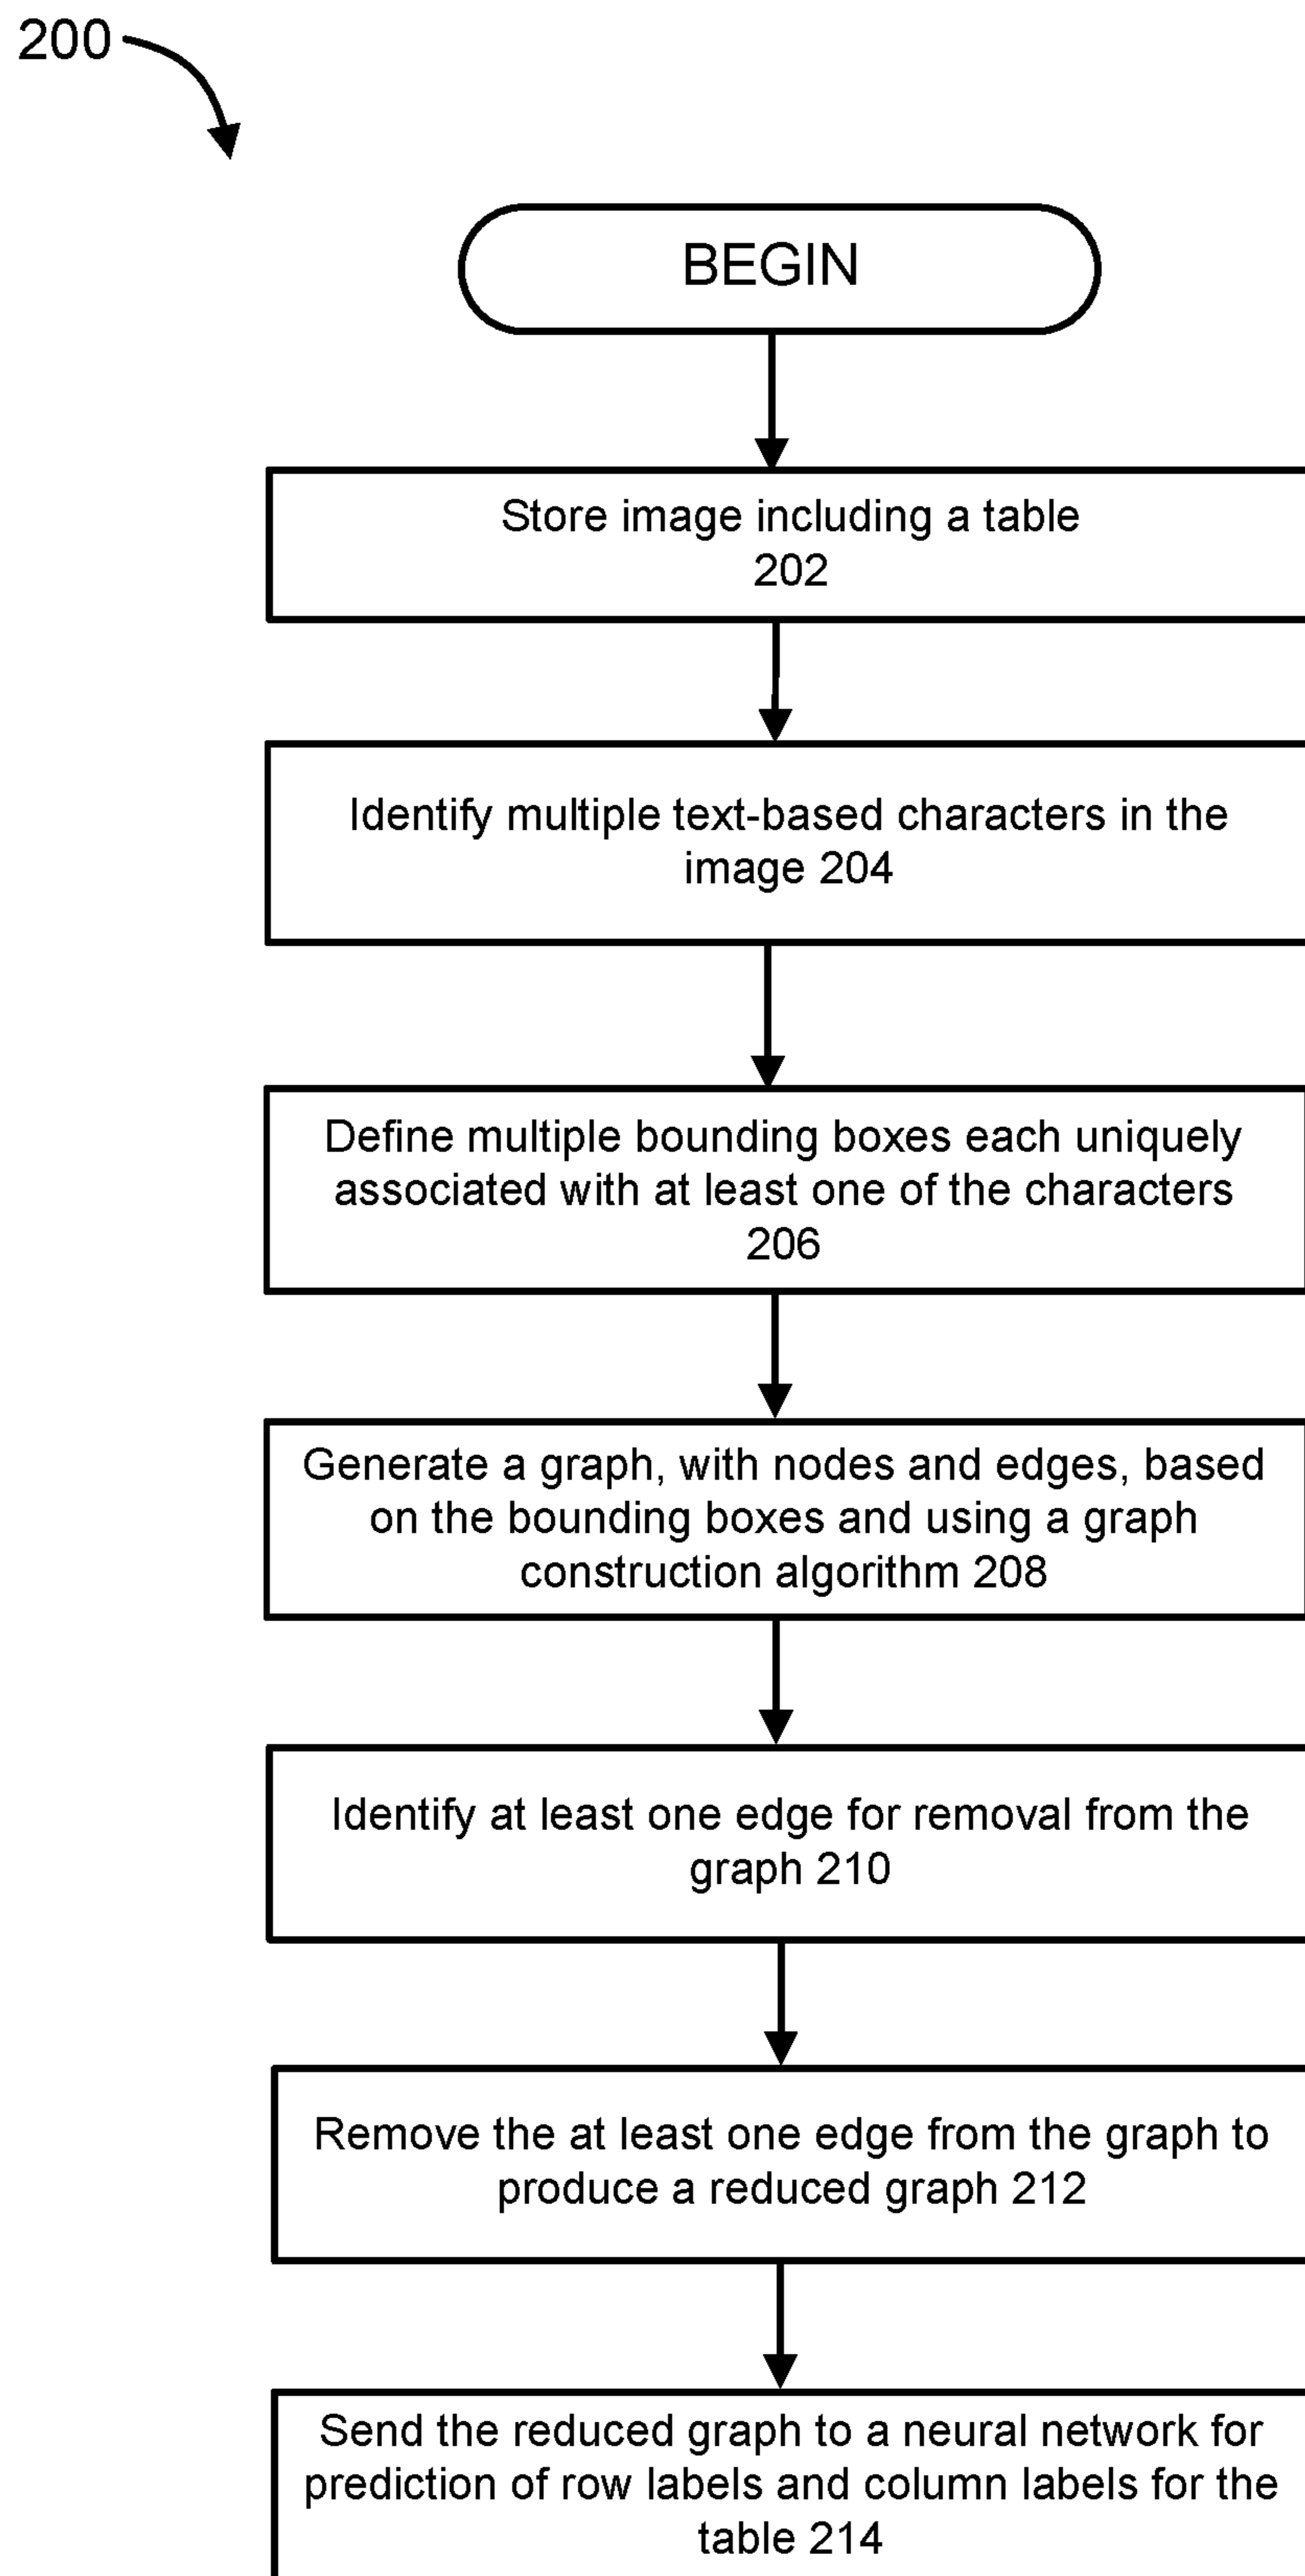 200
BEGIN
Store image including a table
202
Identify multiple text-based characters in the
image 204
Define multiple bounding boxes each uniquely
associated with at least one of the characters
206
Generate a graph, with nodes and edges, based
on the bounding boxes and using a graph
construction algorithm 208
Identify at least one edge for removal from the
graph 210
Remove the at least one edge from the graph to
produce a reduced graph 212
Send the reduced graph to a neural network for
prediction of row labels and column labels for the
table 214